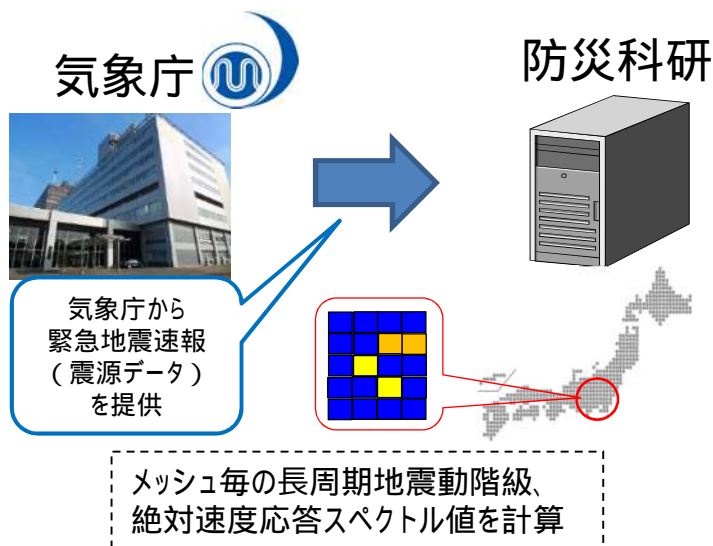 気象庁
防災科研
気象庁から
緊急地震速報
（震源データ）
を提供
メッシュ毎の長周期地震動階級、
絶対速度応答スペクトル値を計算